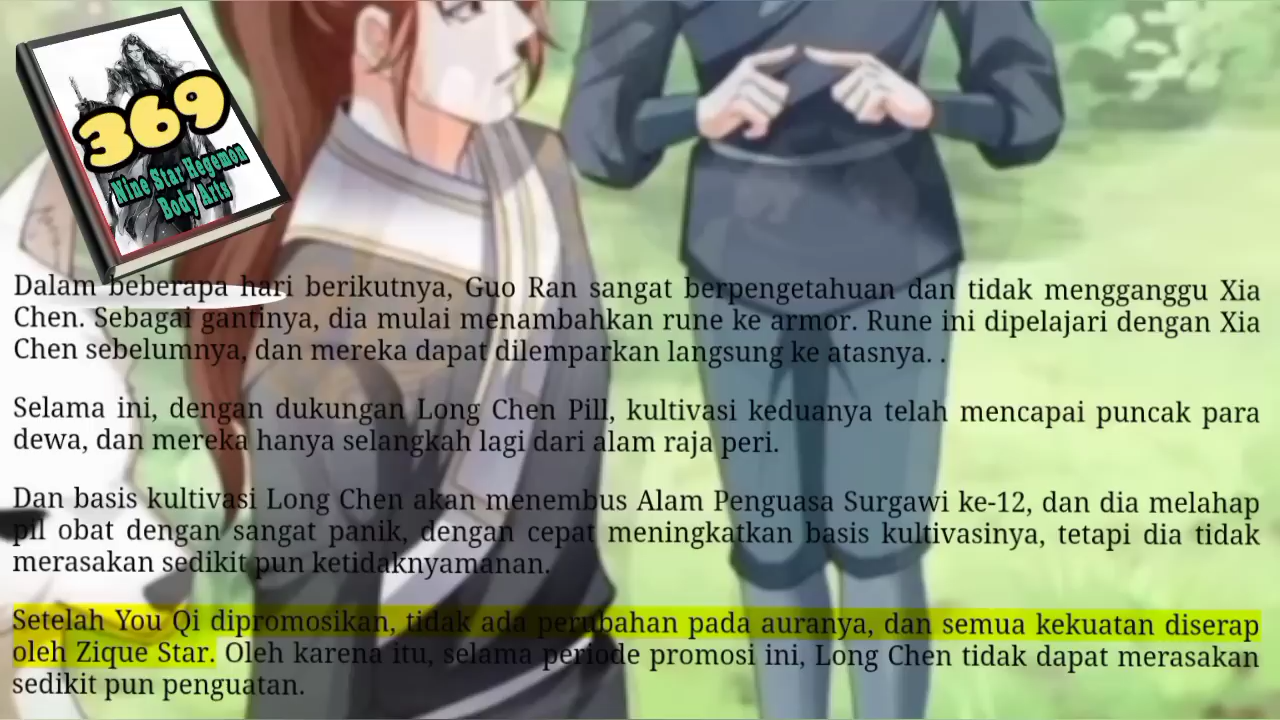 369
Nine Star Hegemon
Body Arts
Dalam beberapa hari berikutnya, Guo Ran sangat berpengetahuan dan tidak mengganggu Xia
Chen. Sebagai gantinya, dia mulai menambahkan rune ke armor. Rune ini dipelajari dengan Xia
Chen sebelumnya, dan mereka dapat dilemparkan langsung ke atasnya. .
Selama ini, dengan dukungan Long Chen Pill, kultivasi keduanya telah mencapai puncak para
dewa, dan mereka hanya selangkah lagi dari alam raja peri.
Dan basis kultivasi Long Chen akan menembus Alam Penguasa Surgawi ke-12, dan dia melahap
pil obat dengan sangat panik, dengan cepat meningkatkan basis kultivasinya, tetapi dia tidak
merasakan sedikit pun ketidaknyamanan.
Setelah You Qi dipromosikan, tidak ada perubahan pada auranya, dan semua kekuatan diserap
oleh Zique Star. Oleh karena itu, selama periode promosi ini, Long Chen tidak dapat merasakan
sedikit pun penguatan.